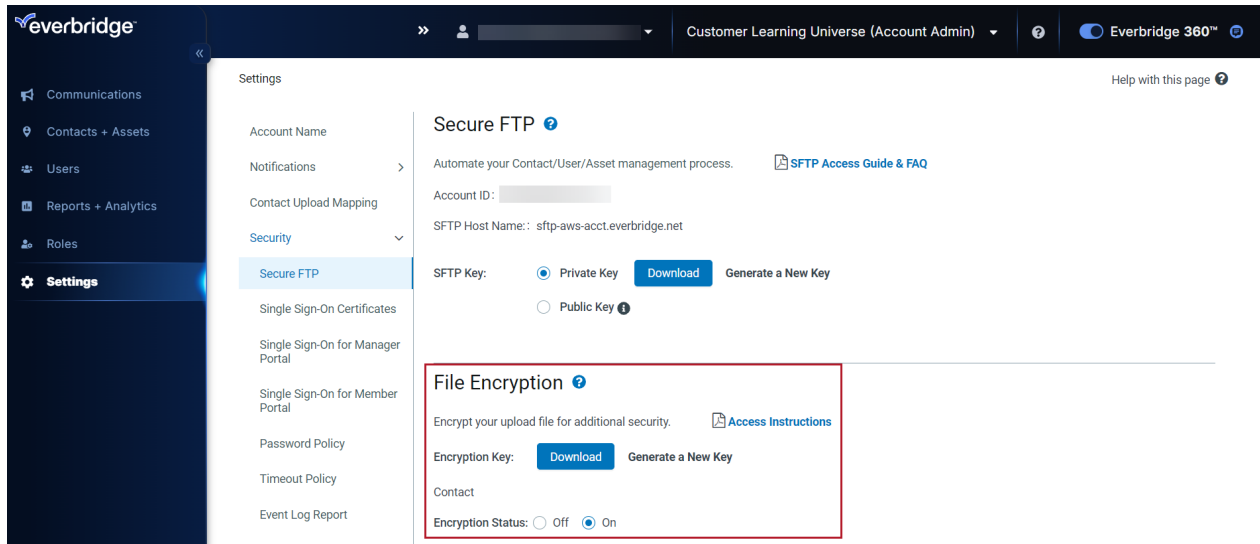 everbridge™
Customer Learning Universe (Account Admin)
Everbridge 360™
Communications
Contacts + Assets
Users
Reports + Analytics
Roles
Settings
Settings
Help with this page
Account Name
Notifications
Contact Upload Mapping
Security
Secure FTP
Single Sign-On Certificates
Single Sign-On for Manager
Portal
Single Sign-On for Member
Portal
Password Policy
Timeout Policy
Event Log Report
Secure FTP
Automate your Contact/User/Asset management process. SFTP Access Guide & FAQ
Account ID:
SFTP Host Name:: sftp-aws-acct.everbridge.net
SFTP Key: Private Key Download Generate a New Key
Public Key
File Encryption
Encrypt your upload file for additional security. Access Instructions
Encryption Key: Download Generate a New Key
Contact
Encryption Status: Off On